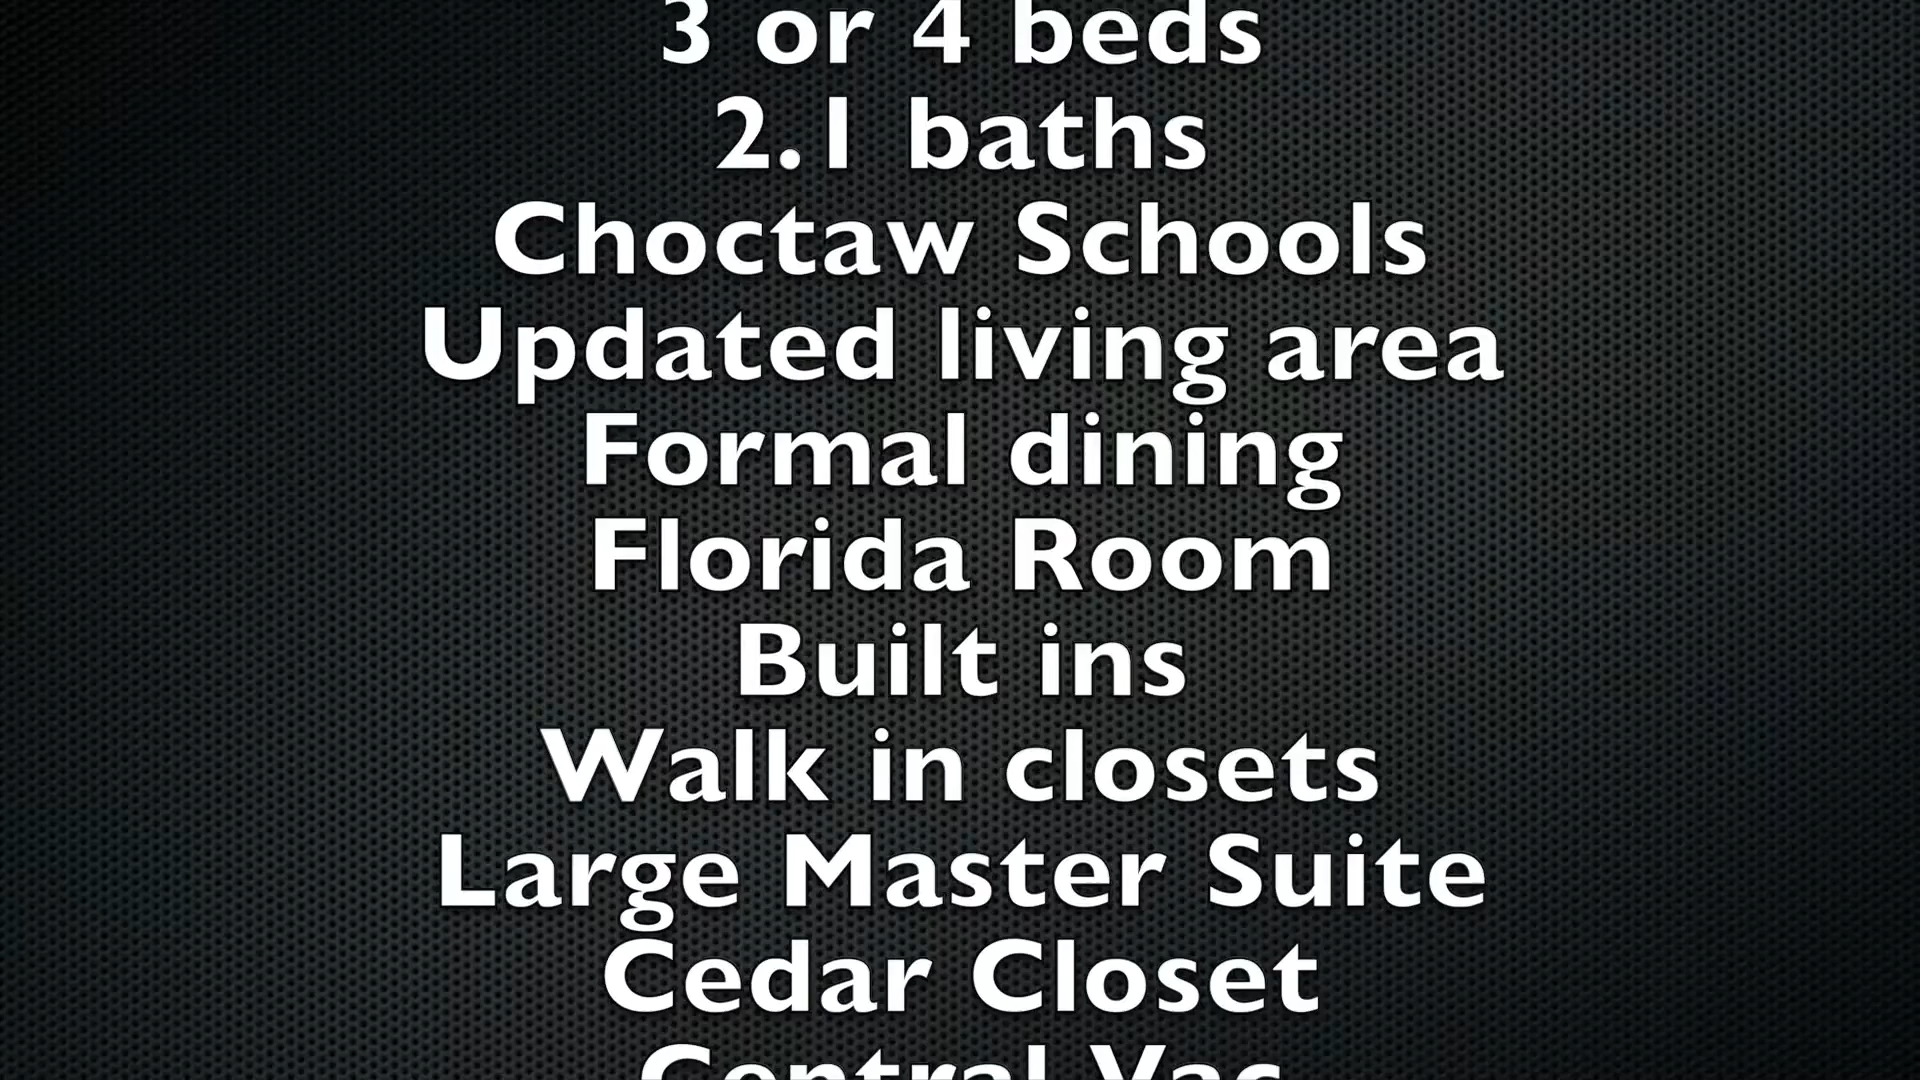 3 or 4 beds
2.1 baths
Choctaw Schools
Updated living area
Formal dining
Florida Room
Built ins
Walk in closets
Large Master Suite
Cedar Closet
Central Vac